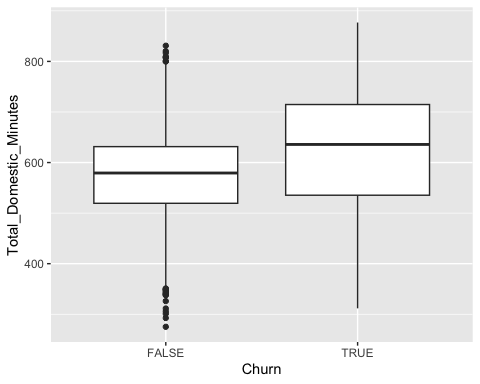 Total_Domestic_Minutes
800
600
400
FALSE
TRUE
Churn